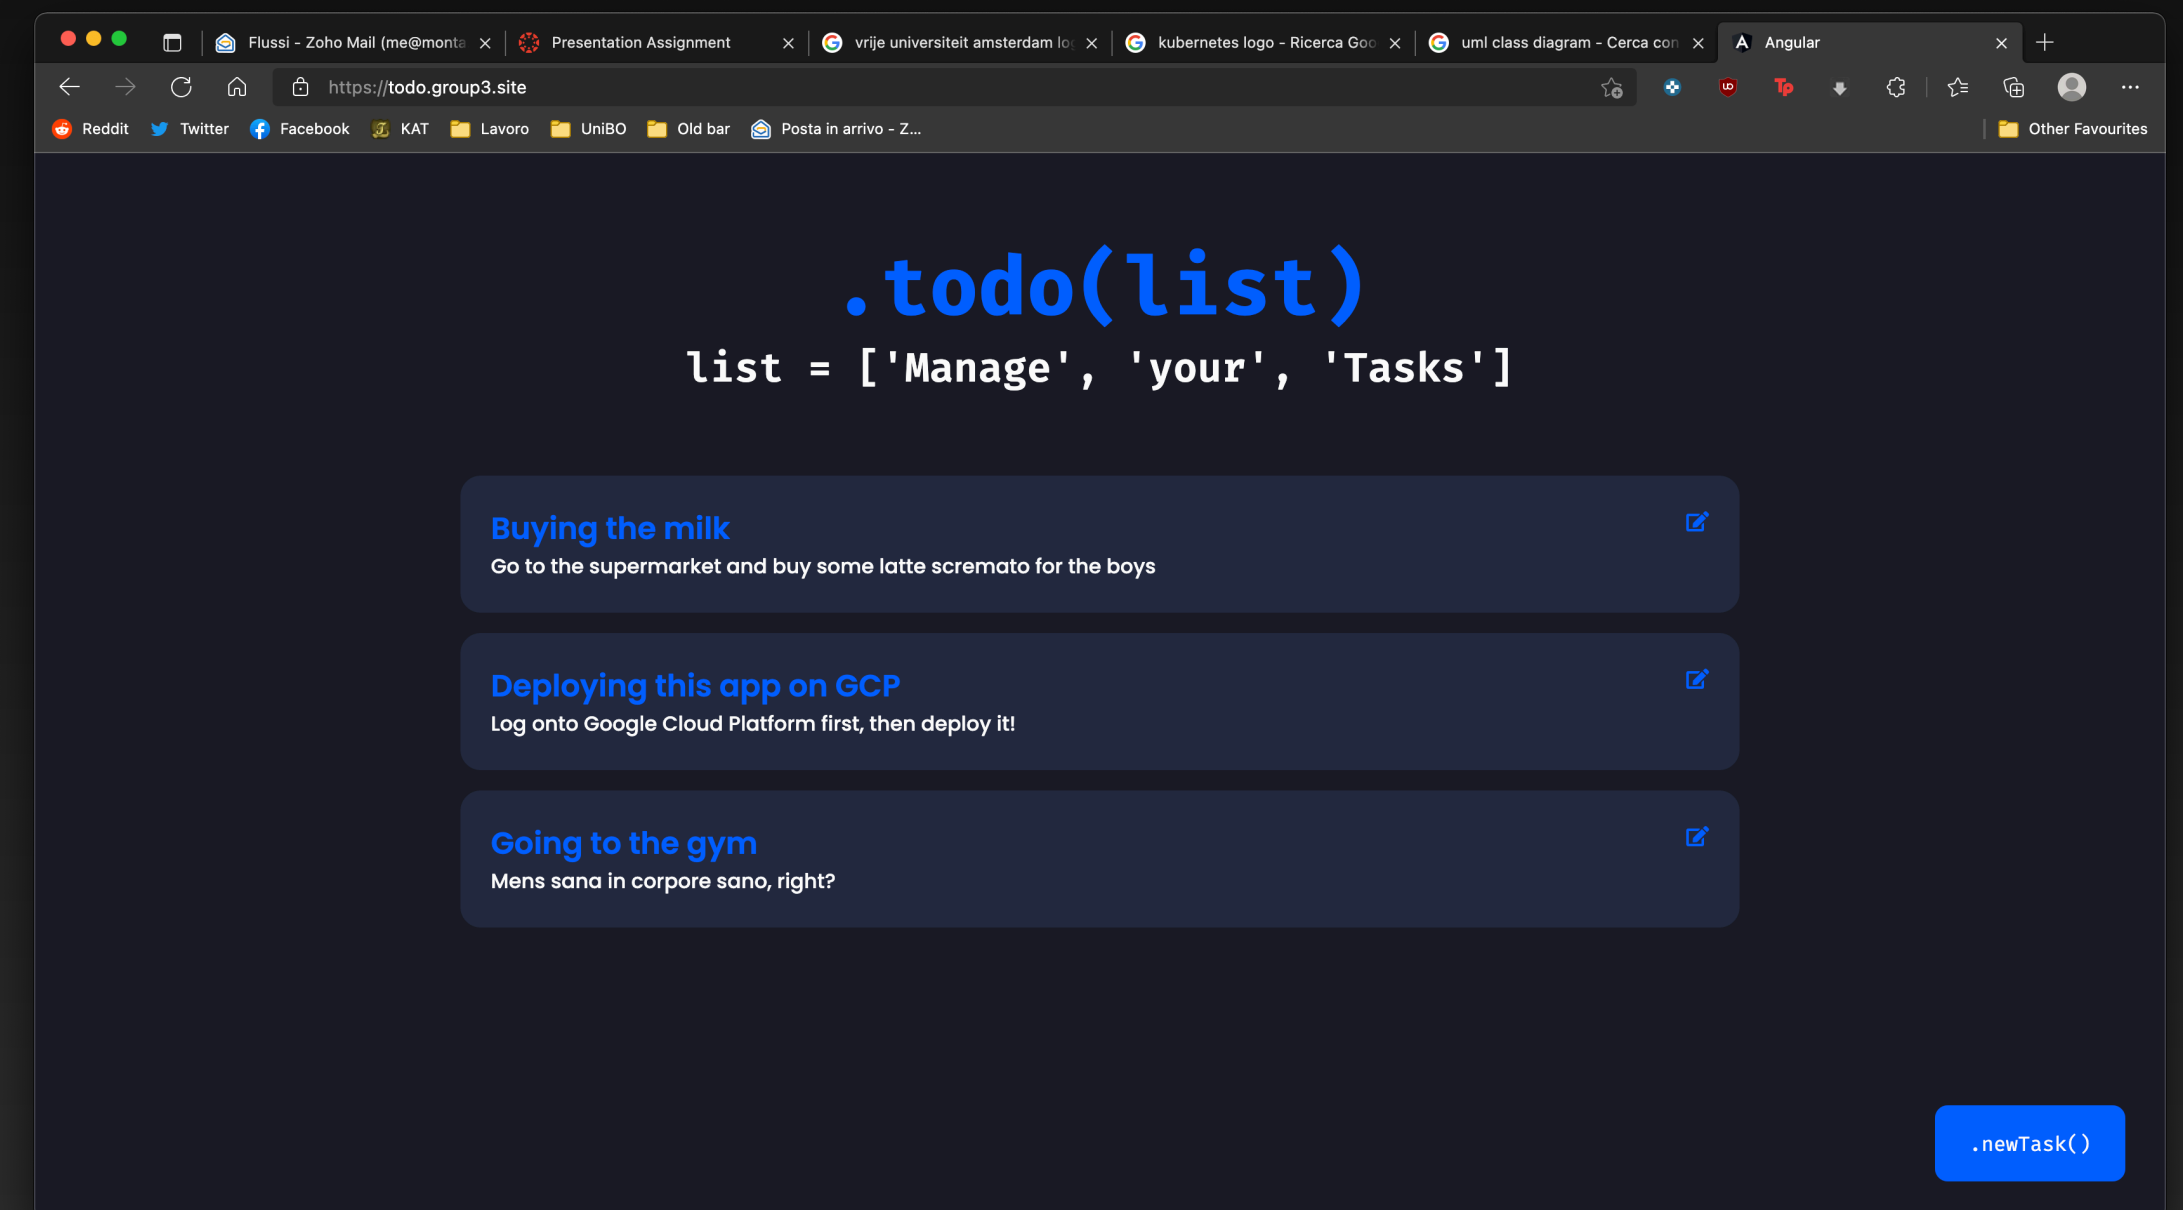 Flussi - Zoho Mail (me@monta
Presentation Assignment
vrije universiteit amsterdam log
kubernetes logo - Ricerca Goo
uml class diagram - Cerca con
Angular
https://todo.group3.site
Reddit
Twitter
Facebook
KAT
Lavoro
UniBO
Old bar
Posta in arrivo - Z...
Other Favourites
.todo(list)
list = ['Manage', 'your', 'Tasks']
Buying the milk
Go to the supermarket and buy some latte scremato for the boys
Deploying this app on GCP
Log onto Google Cloud Platform first, then deploy it!
Going to the gym
Mens sana in corpore sano, right?
.newTask()